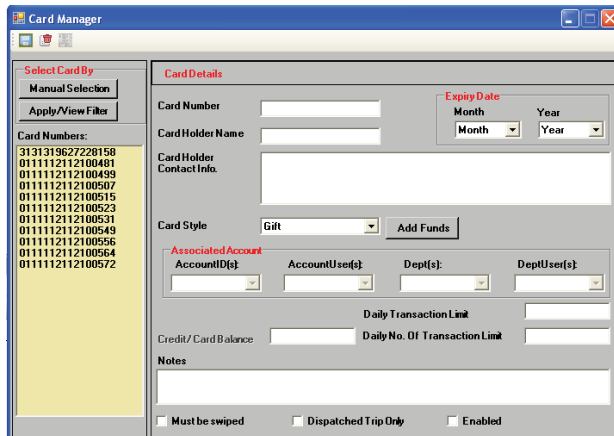 Card Manager
Select Card By
Manual Selection
Apply/View Filter
Card Numbers:
3131319627228158
0111112112100481
0111112112100499
0111112112100507
0111112112100515
0111112112100523
0111112112100531
0111112112100549
0111112112100556
0111112112100564
0111112112100572
Card Details
Card Number
Expiry Date
Month Year
Month Year
Card Holder Name
Card Holder
Contact Info.
Card Style Gift Add Funds
Associated Account
AccountID(s): AccountUser(s): Dept(s): DeptUser(s):
Daily Transaction Limit
Credit/ Card Balance Daily No. Of Transaction Limit
Notes
Must be swiped Dispatched Trip Only Enabled